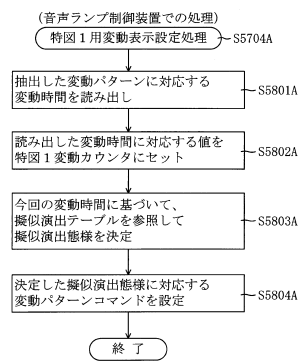 (音声ランプ制御装置での処理)
特図1用変動表示設定処理
S5704A
抽出した変動パターンに対応する
変動時間を読み出し
S5801A
読み出した変動時間に対応する値を
特図1変動カウンタにセット
S5802A
今回の変動時間に基づいて、
擬似演出テーブルを参照して
擬似演出態様を決定
S5803A
決定した擬似演出態様に対応する
変動パターンコマンドを設定
S5804A
終了